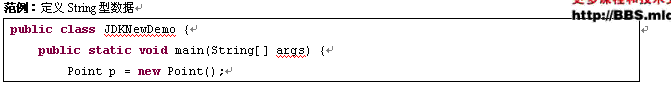 范例：定义 String 型数据
http://BBS.mlc
public class JDKNewDemo {
public static void main(String[] args) {
Point p = new Point();